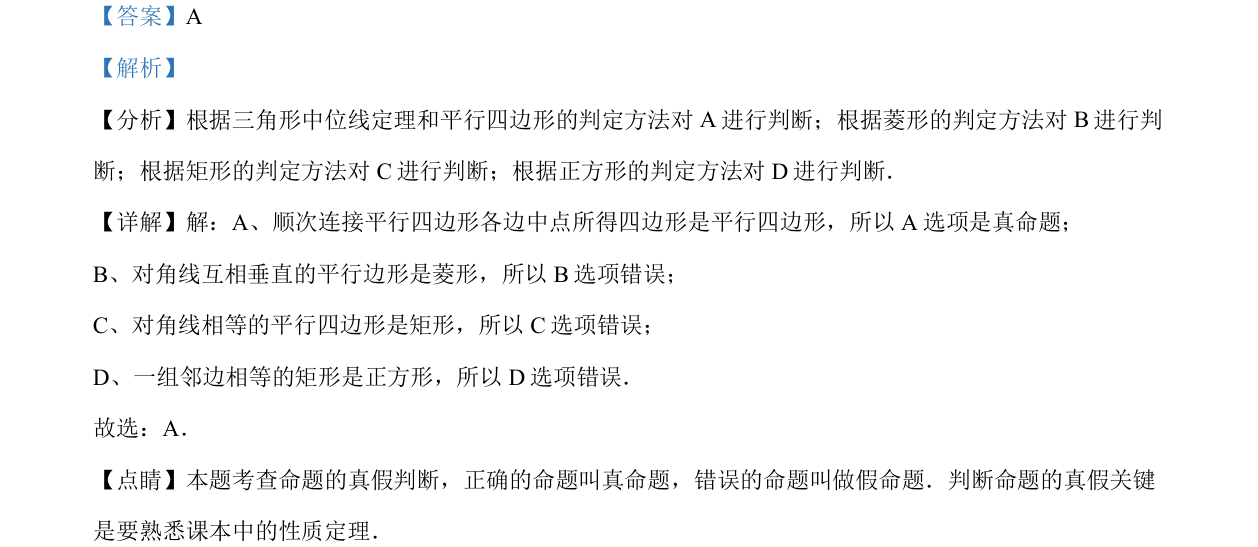 【答案】A
【解析】
【分析】根据三角形中位线定理和平行四边形的判定方法对 A 进行判断；根据菱形的判定方法对 B 进行判
断；根据矩形的判定方法对 C 进行判断；根据正方形的判定方法对 D 进行判断．
【详解】解：A、顺次连接平行四边形各边中点所得四边形是平行四边形，所以 A 选项是真命题；
B、对角线互相垂直的平行边形是菱形，所以 B 选项错误；
C、对角线相等的平行四边形是矩形，所以 C 选项错误；
D、一组邻边相等的矩形是正方形，所以 D 选项错误．
故选：A．
【点睛】本题考查命题的真假判断，正确的命题叫真命题，错误的命题叫做假命题．判断命题的真假关键
是要熟悉课本中的性质定理．